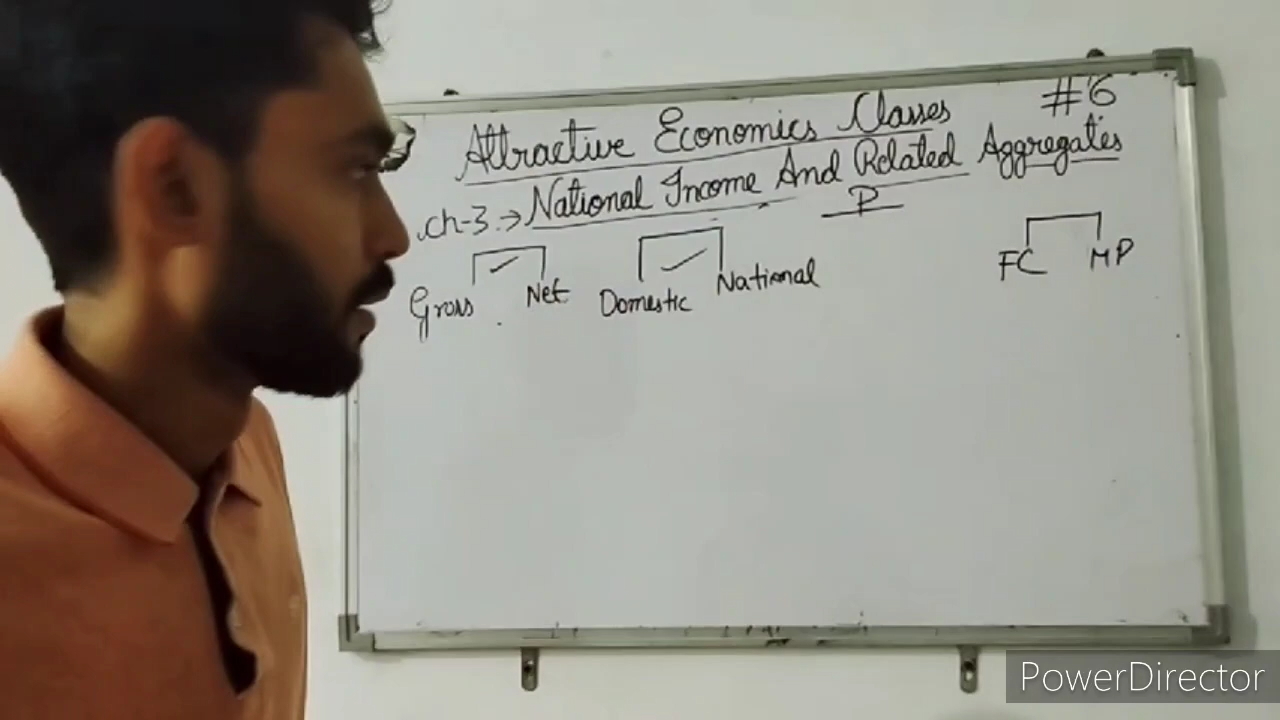 Attractive Economics Classes #6
Ch-3 → National Income And Related Aggregates
P
Gross Net Domestic National FC MP
PowerDirector